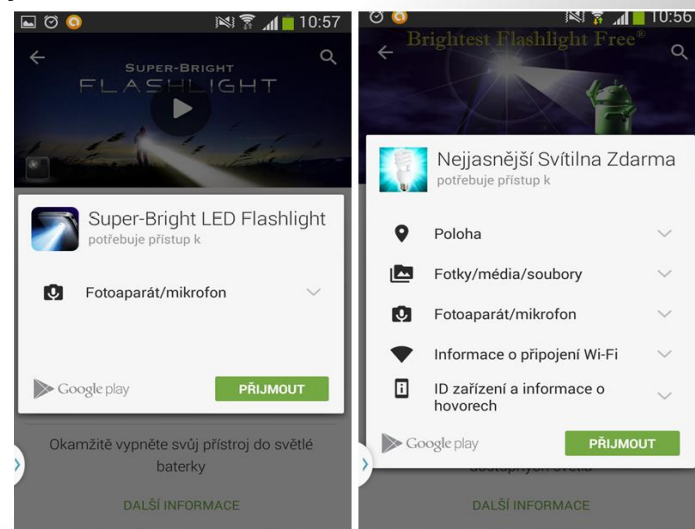 10:57
SUPER-BRIGHT
FLASHLIGHT
Super-Bright LED Flashlight
potřebuje přístup k
Fotoaparát/mikrofon
Google play
PŘIJMOUT
Okamžitě vypněte svůj přístroj do světlé
baterky
DALŠÍ INFORMACE
10:56
Brightest Flashlight Free®
Nejjasnější Svítilna Zdarma
potřebuje přístup k
Poloha
Fotky/média/soubory
Fotoaparát/mikrofon
Informace o připojení Wi-Fi
ID zařízení a informace o
hovorech
Google play
PŘIJMOUT
DALŠÍ INFORMACE